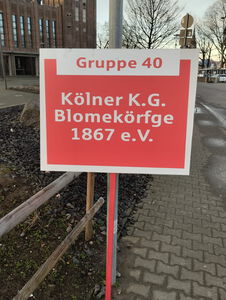 Gruppe 40
Kölner K.G.
Blomekörfge
1867 e.V.